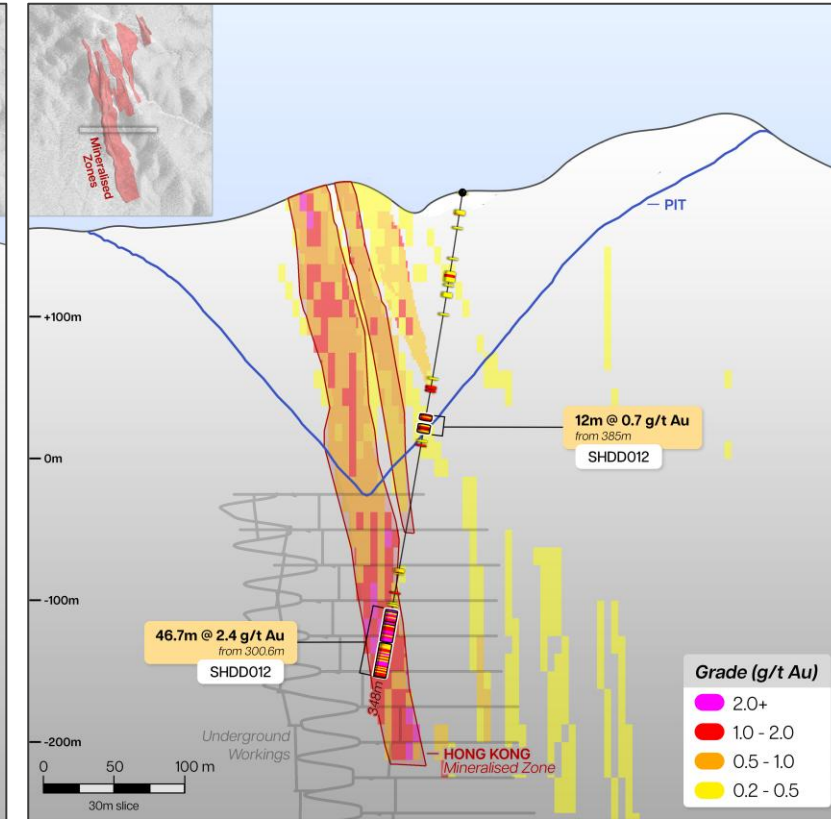 Mineralised
Zones
PIT
+100m
0m
-100m
-200m
12m @ 0.7 g/t Au
from 385m
SHDD012
46.7m @ 2.4 g/t Au
from 300.6m
SHDD012
348m
Underground
Workings
HONG KONG
Mineralised Zone
0 50 100 m
30m slice
Grade (g/t Au)
2.0+
1.0 - 2.0
0.5 - 1.0
0.2 - 0.5